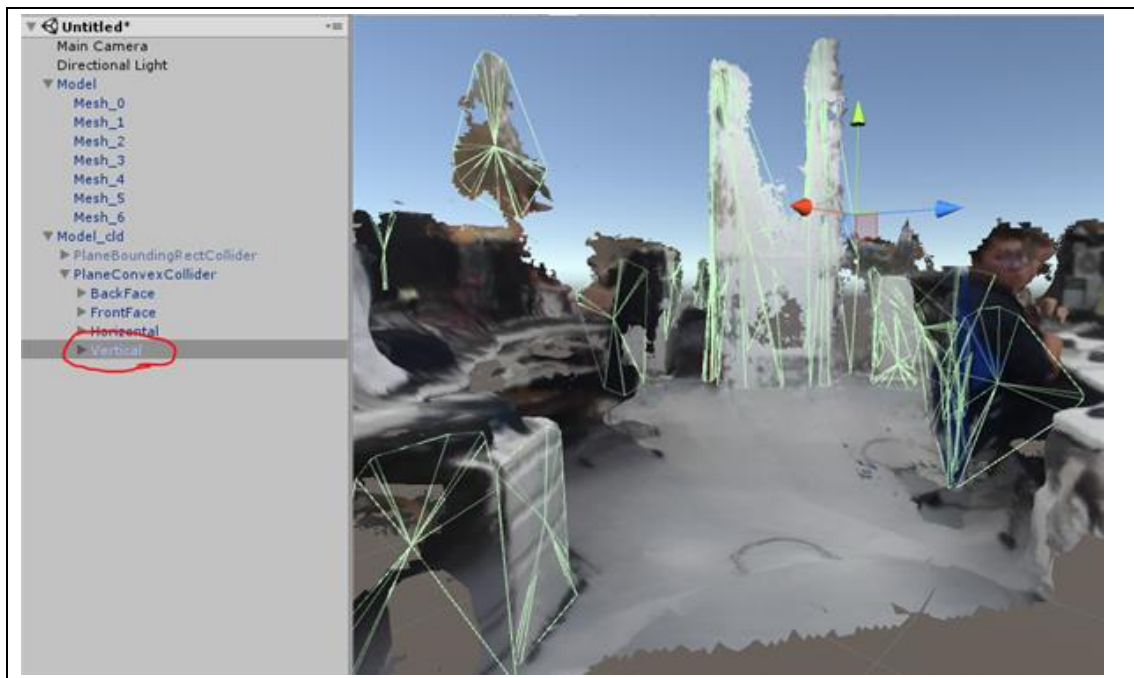 Untitled*
Main Camera
Directional Light
Model
Mesh_0
Mesh_1
Mesh_2
Mesh_3
Mesh_4
Mesh_5
Mesh_6
Model_cld
PlaneBoundingRectCollider
PlaneConvexCollider
BackFace
FrontFace
Horizontal
Vertical